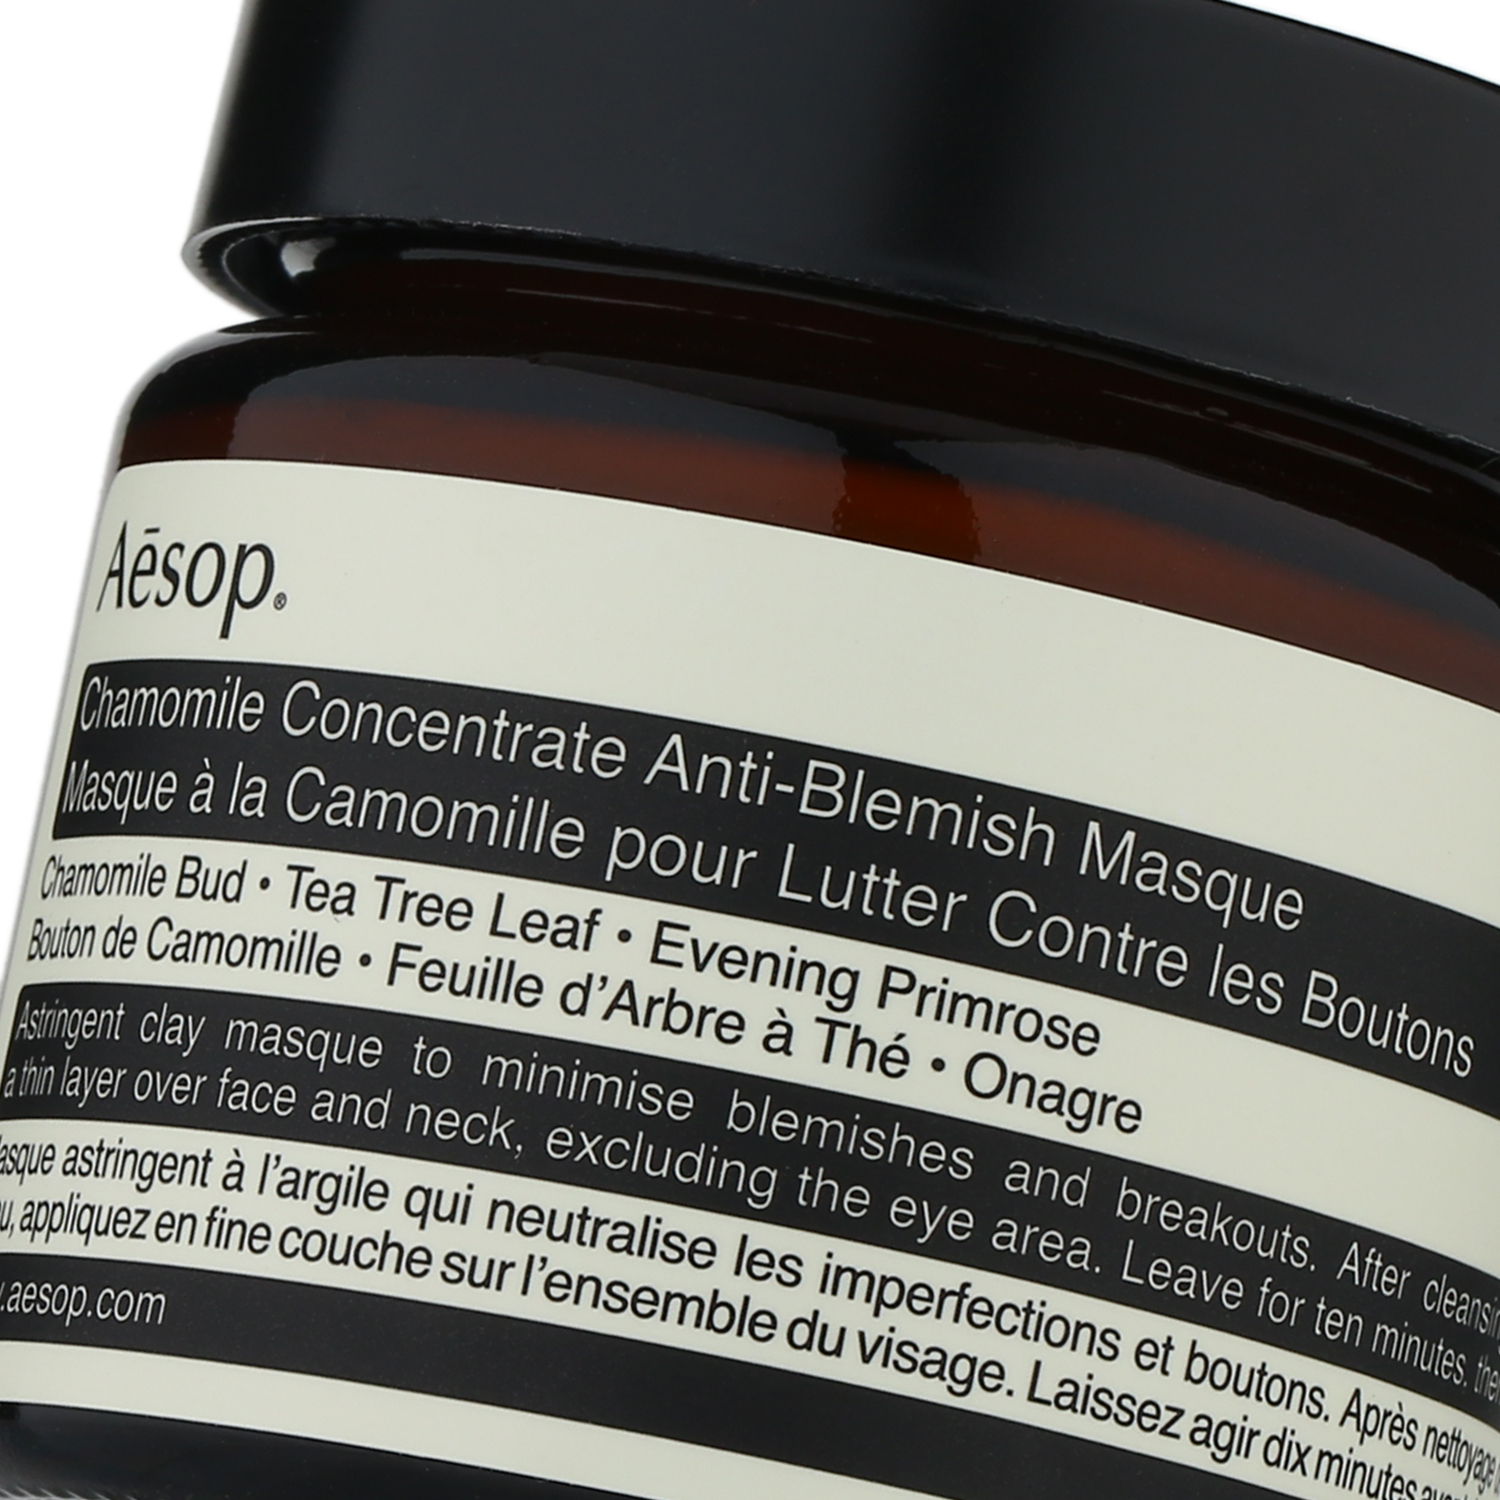 Aēsop.®
Chamomile Concentrate Anti-Blemish Masque
Masque à la Camomille pour Lutter Contre les Boutons
Chamomile Bud • Tea Tree Leaf • Evening Primrose
Bouton de Camomille • Feuille d’Arbre à Thé • Onagre
Astringent clay masque to minimise blemishes and breakouts. After
a thin layer over face and neck, excluding the eye area. Leave for ten minutes,
astringent à l’argile qui neutralise les imperfections et boutons. Après nettoyage
appliquez en fine couche sur l’ensemble du visage. Laissez agir dix minutes
.aesop.com